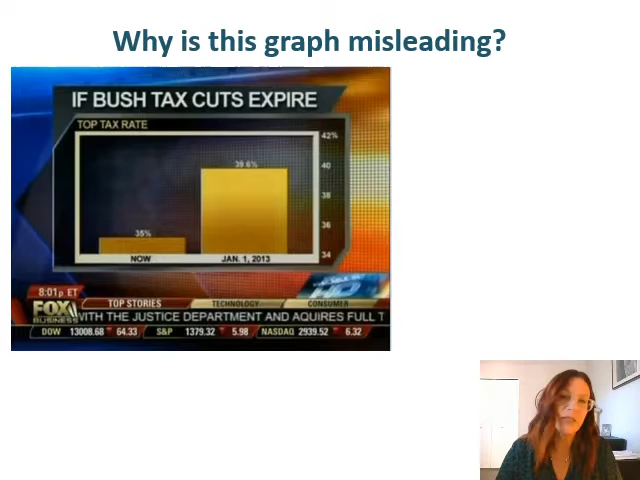 Why is this graph misleading?
IF BUSH TAX CUTS EXPIRE
TOP TAX RATE
42%
39.6%
40
38
35%
36
34
NOW
JAN. 1, 2013
8:01p ET
HD
TOP STORIES
TECHNOLOGY
CONSUMER
FOX
BUSINESS
WITH THE JUSTICE DEPARTMENT AND AQUIRES FULL T
DOW 13008.68 64.33 S&P 1379.32 5.98 NASDAQ 2939.52 6.32